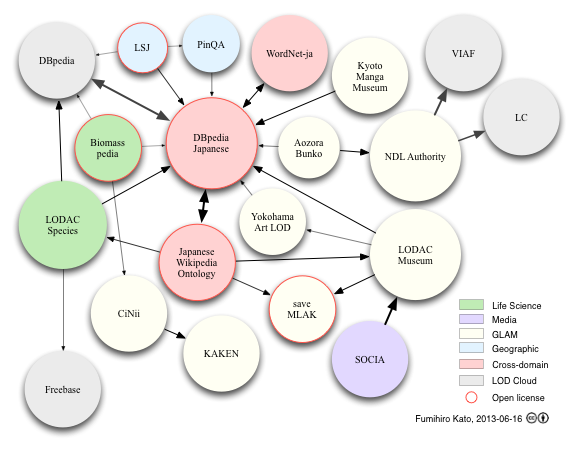 LSJ
PinQA
WordNet-ja
VIAF
DBpedia
Kyoto
Manga
Museum
LC
DBpedia
Japanese
Biomass
pedia
Aozora
Bunko
NDL Authority
LODAC
Species
Yokohama
Art LOD
Japanese
Wikipedia
Ontology
LODAC
Museum
CiNii
save
MLAK
KAKEN
SOCIA
Freebase
Life Science
Media
GLAM
Geographic
Cross-domain
LOD Cloud
Open license
Fumihiro Kato, 2013-06-16